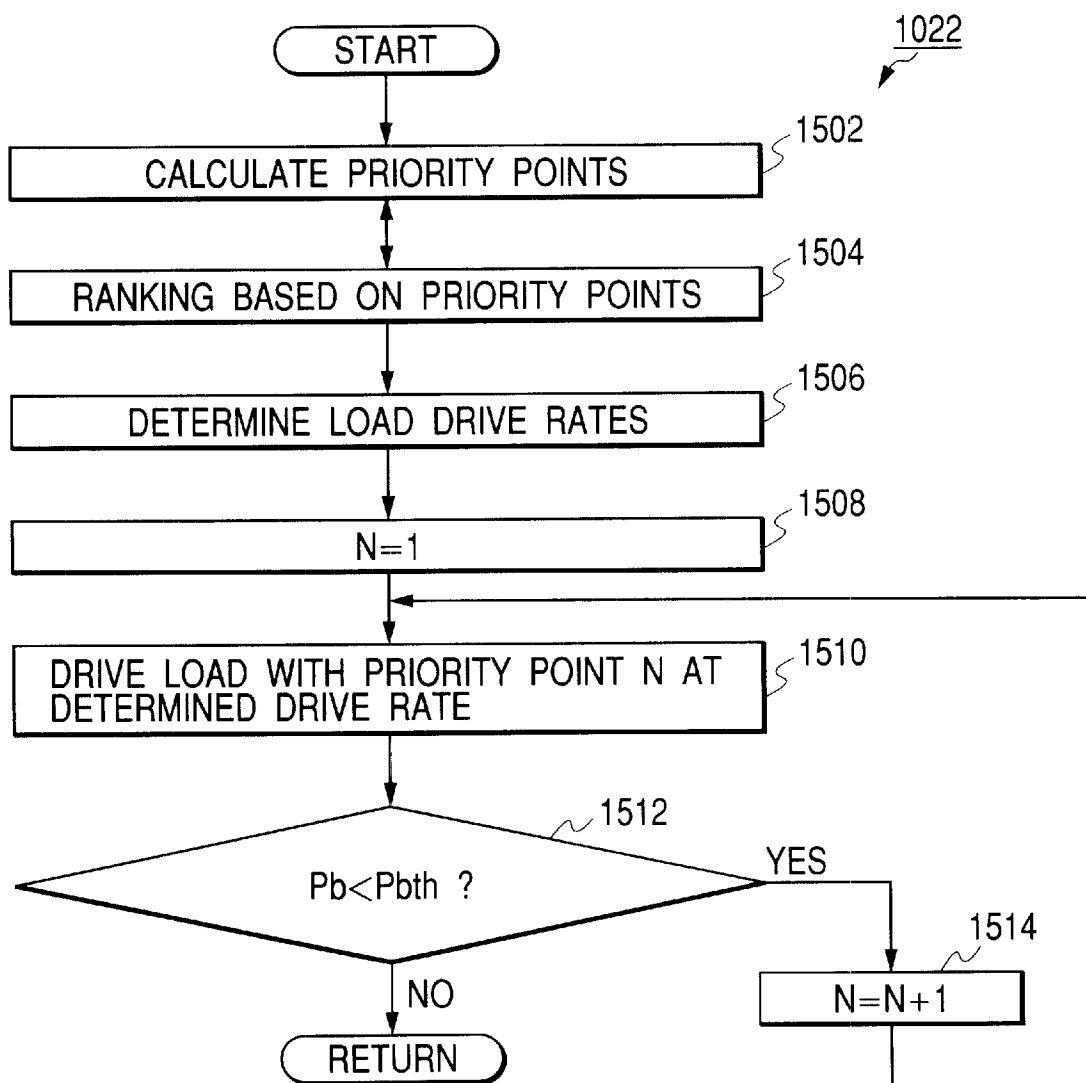 START
1022
1502
CALCULATE PRIORITY POINTS
1504
RANKING BASED ON PRIORITY POINTS
1506
DETERMINE LOAD DRIVE RATES
1508
N=1
1510
DRIVE LOAD WITH PRIORITY POINT N AT
DETERMINED DRIVE RATE
1512
Pb<Pbth ?
YES
1514
N=N+1
NO
RETURN